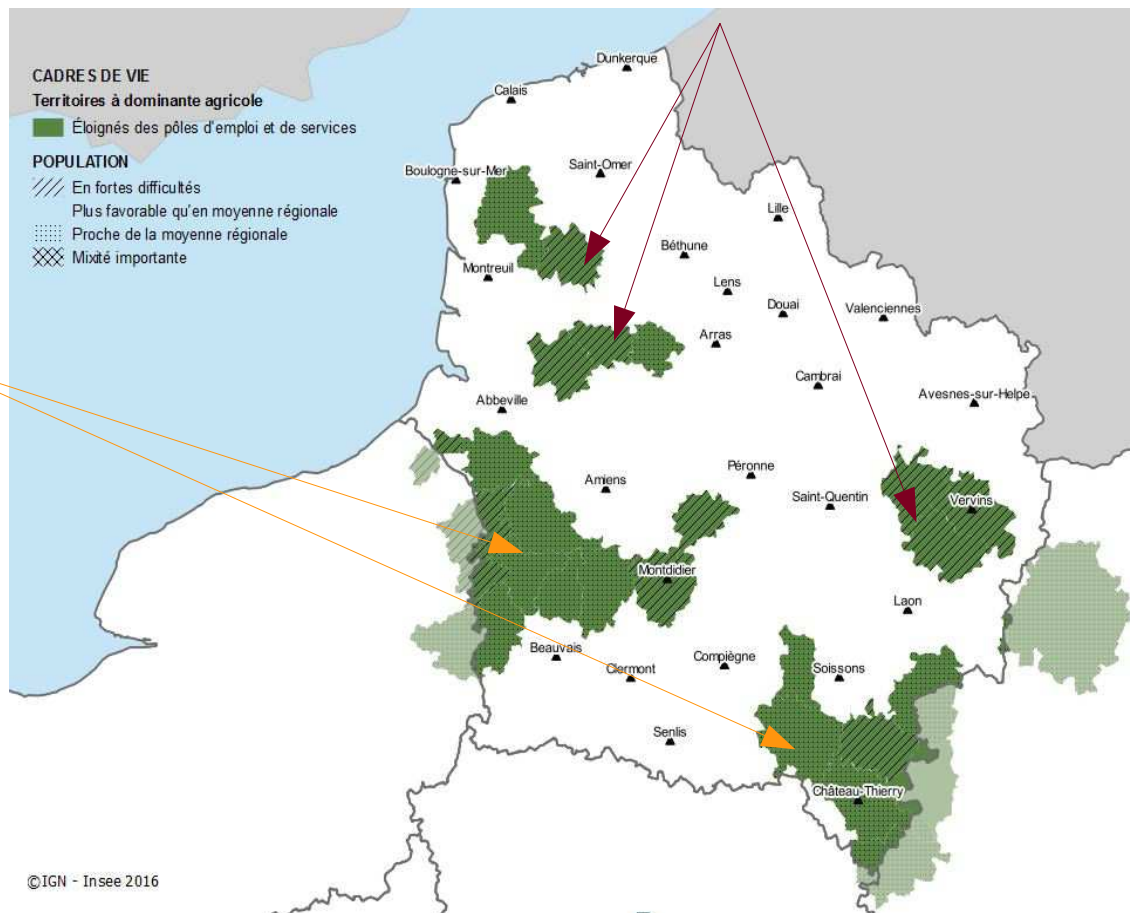 CADRES DE VIE
Territoires à dominante agricole
Éloignés des pôles d'emploi et de services
POPULATION
En fortes difficultés
Plus favorable qu'en moyenne régionale
Proche de la moyenne régionale
Mixité importante
Dunkerque
Calais
Saint-Omer
Boulogne-sur-Mer
Lille
Béthune
Montreuil
Lens
Douai
Valenciennes
Arras
Cambrai
Avesnes-sur-Helpe
Abbeville
Péronne
Amiens
Saint-Quentin
Vervins
Montdidier
Laon
Beauvais
Clermont
Compiègne
Soissons
Senlis
Château-Thierry
©IGN - Insee 2016